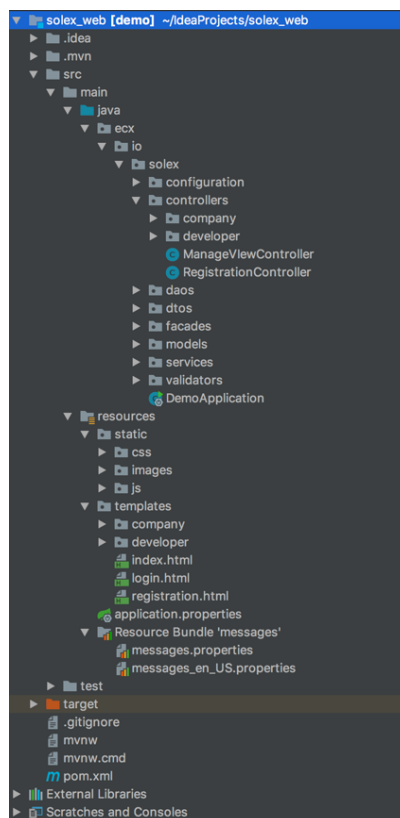 solex_web [demo] ~/IdeaProjects/solex_web
.idea
.mvn
src
main
java
ecx
io
solex
configuration
controllers
company
developer
ManageVIewController
RegistrationController
daos
dtos
facades
models
services
validators
DemoApplication
resources
static
css
images
js
templates
company
developer
index.html
login.html
registration.html
application.properties
Resource Bundle 'messages'
messages.properties
messages_en_US.properties
test
target
.gitignore
mvnw
mvnw.cmd
pom.xml
External Libraries
Scratches and Consoles